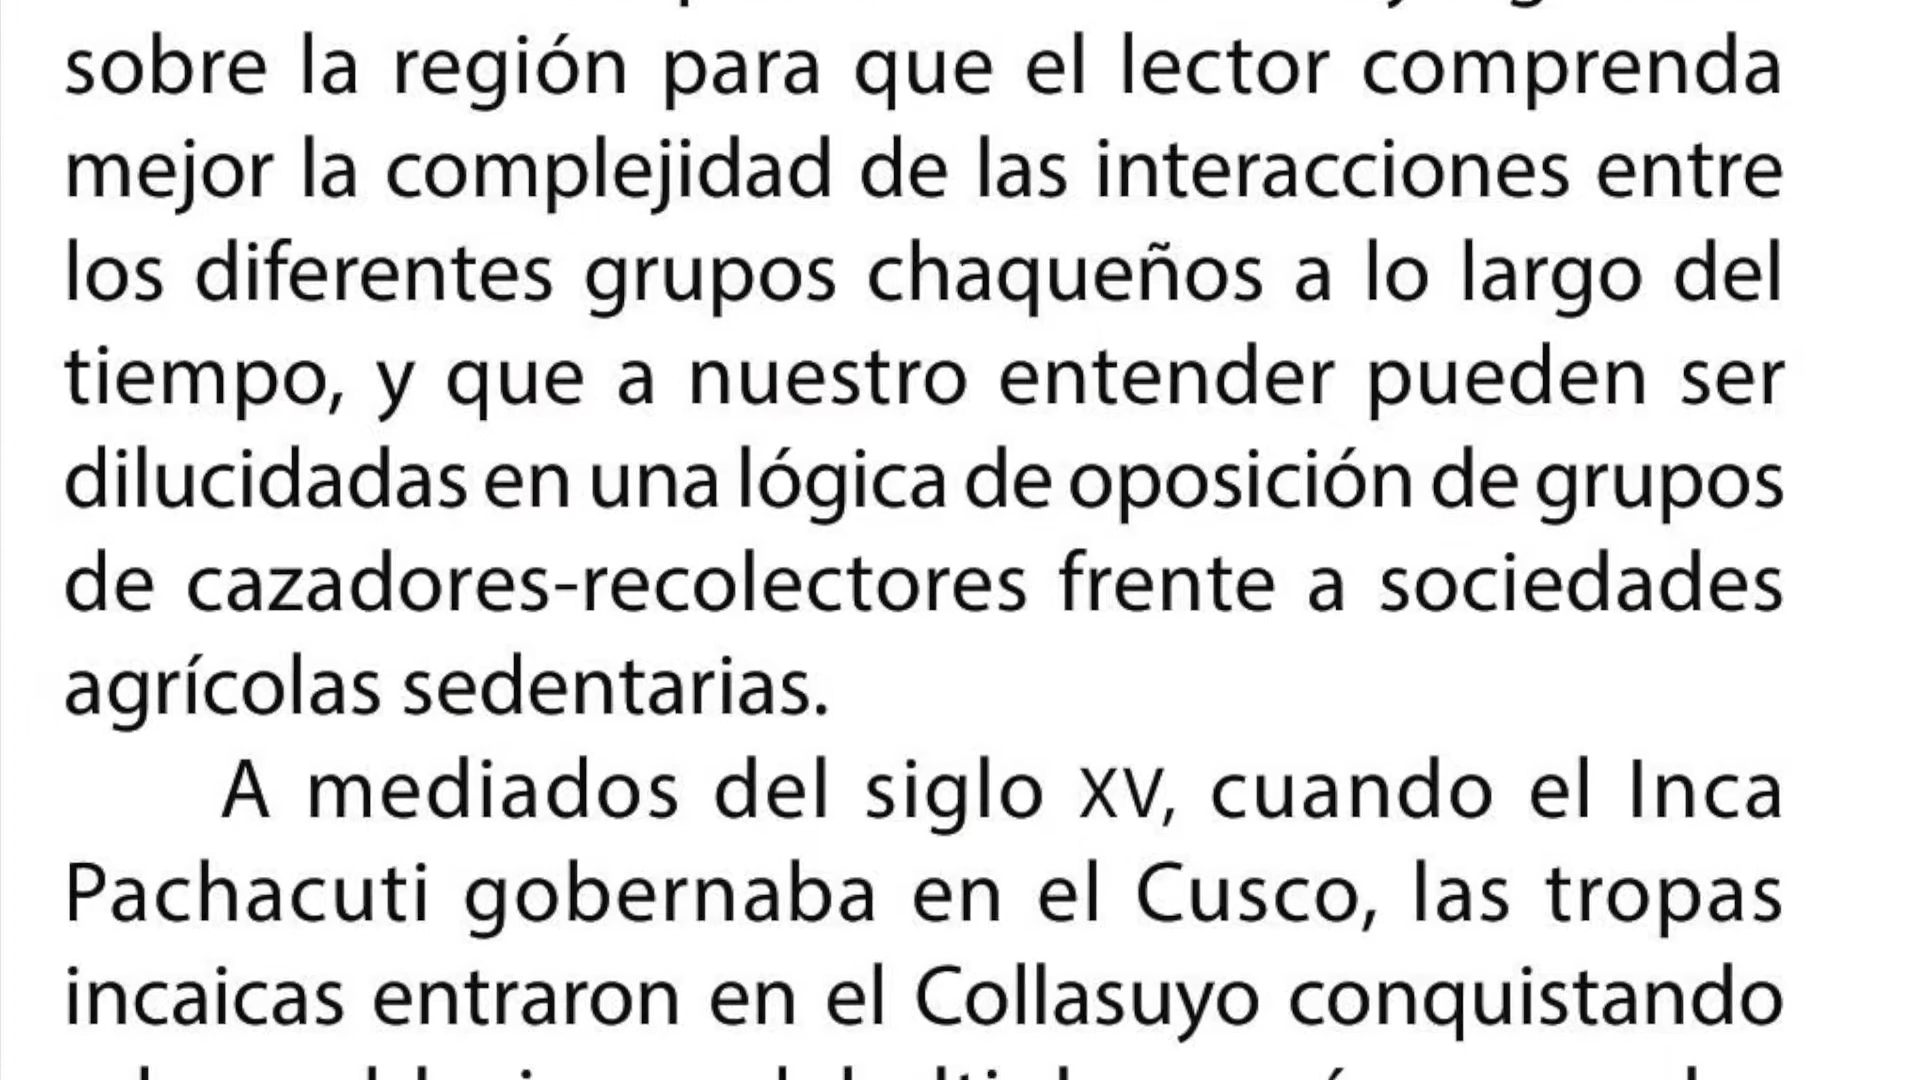 sobre la región para que el lector comprenda
mejor la complejidad de las interacciones entre
los diferentes grupos chaqueños a lo largo del
tiempo, y que a nuestro entender pueden ser
dilucidadas en una lógica de oposición de grupos
de cazadores-recolectores frente a sociedades
agrícolas sedentarias.
A mediados del siglo XV, cuando el Inca
Pachacuti gobernaba en el Cusco, las tropas
incaicas entraron en el Collasuyo conquistando